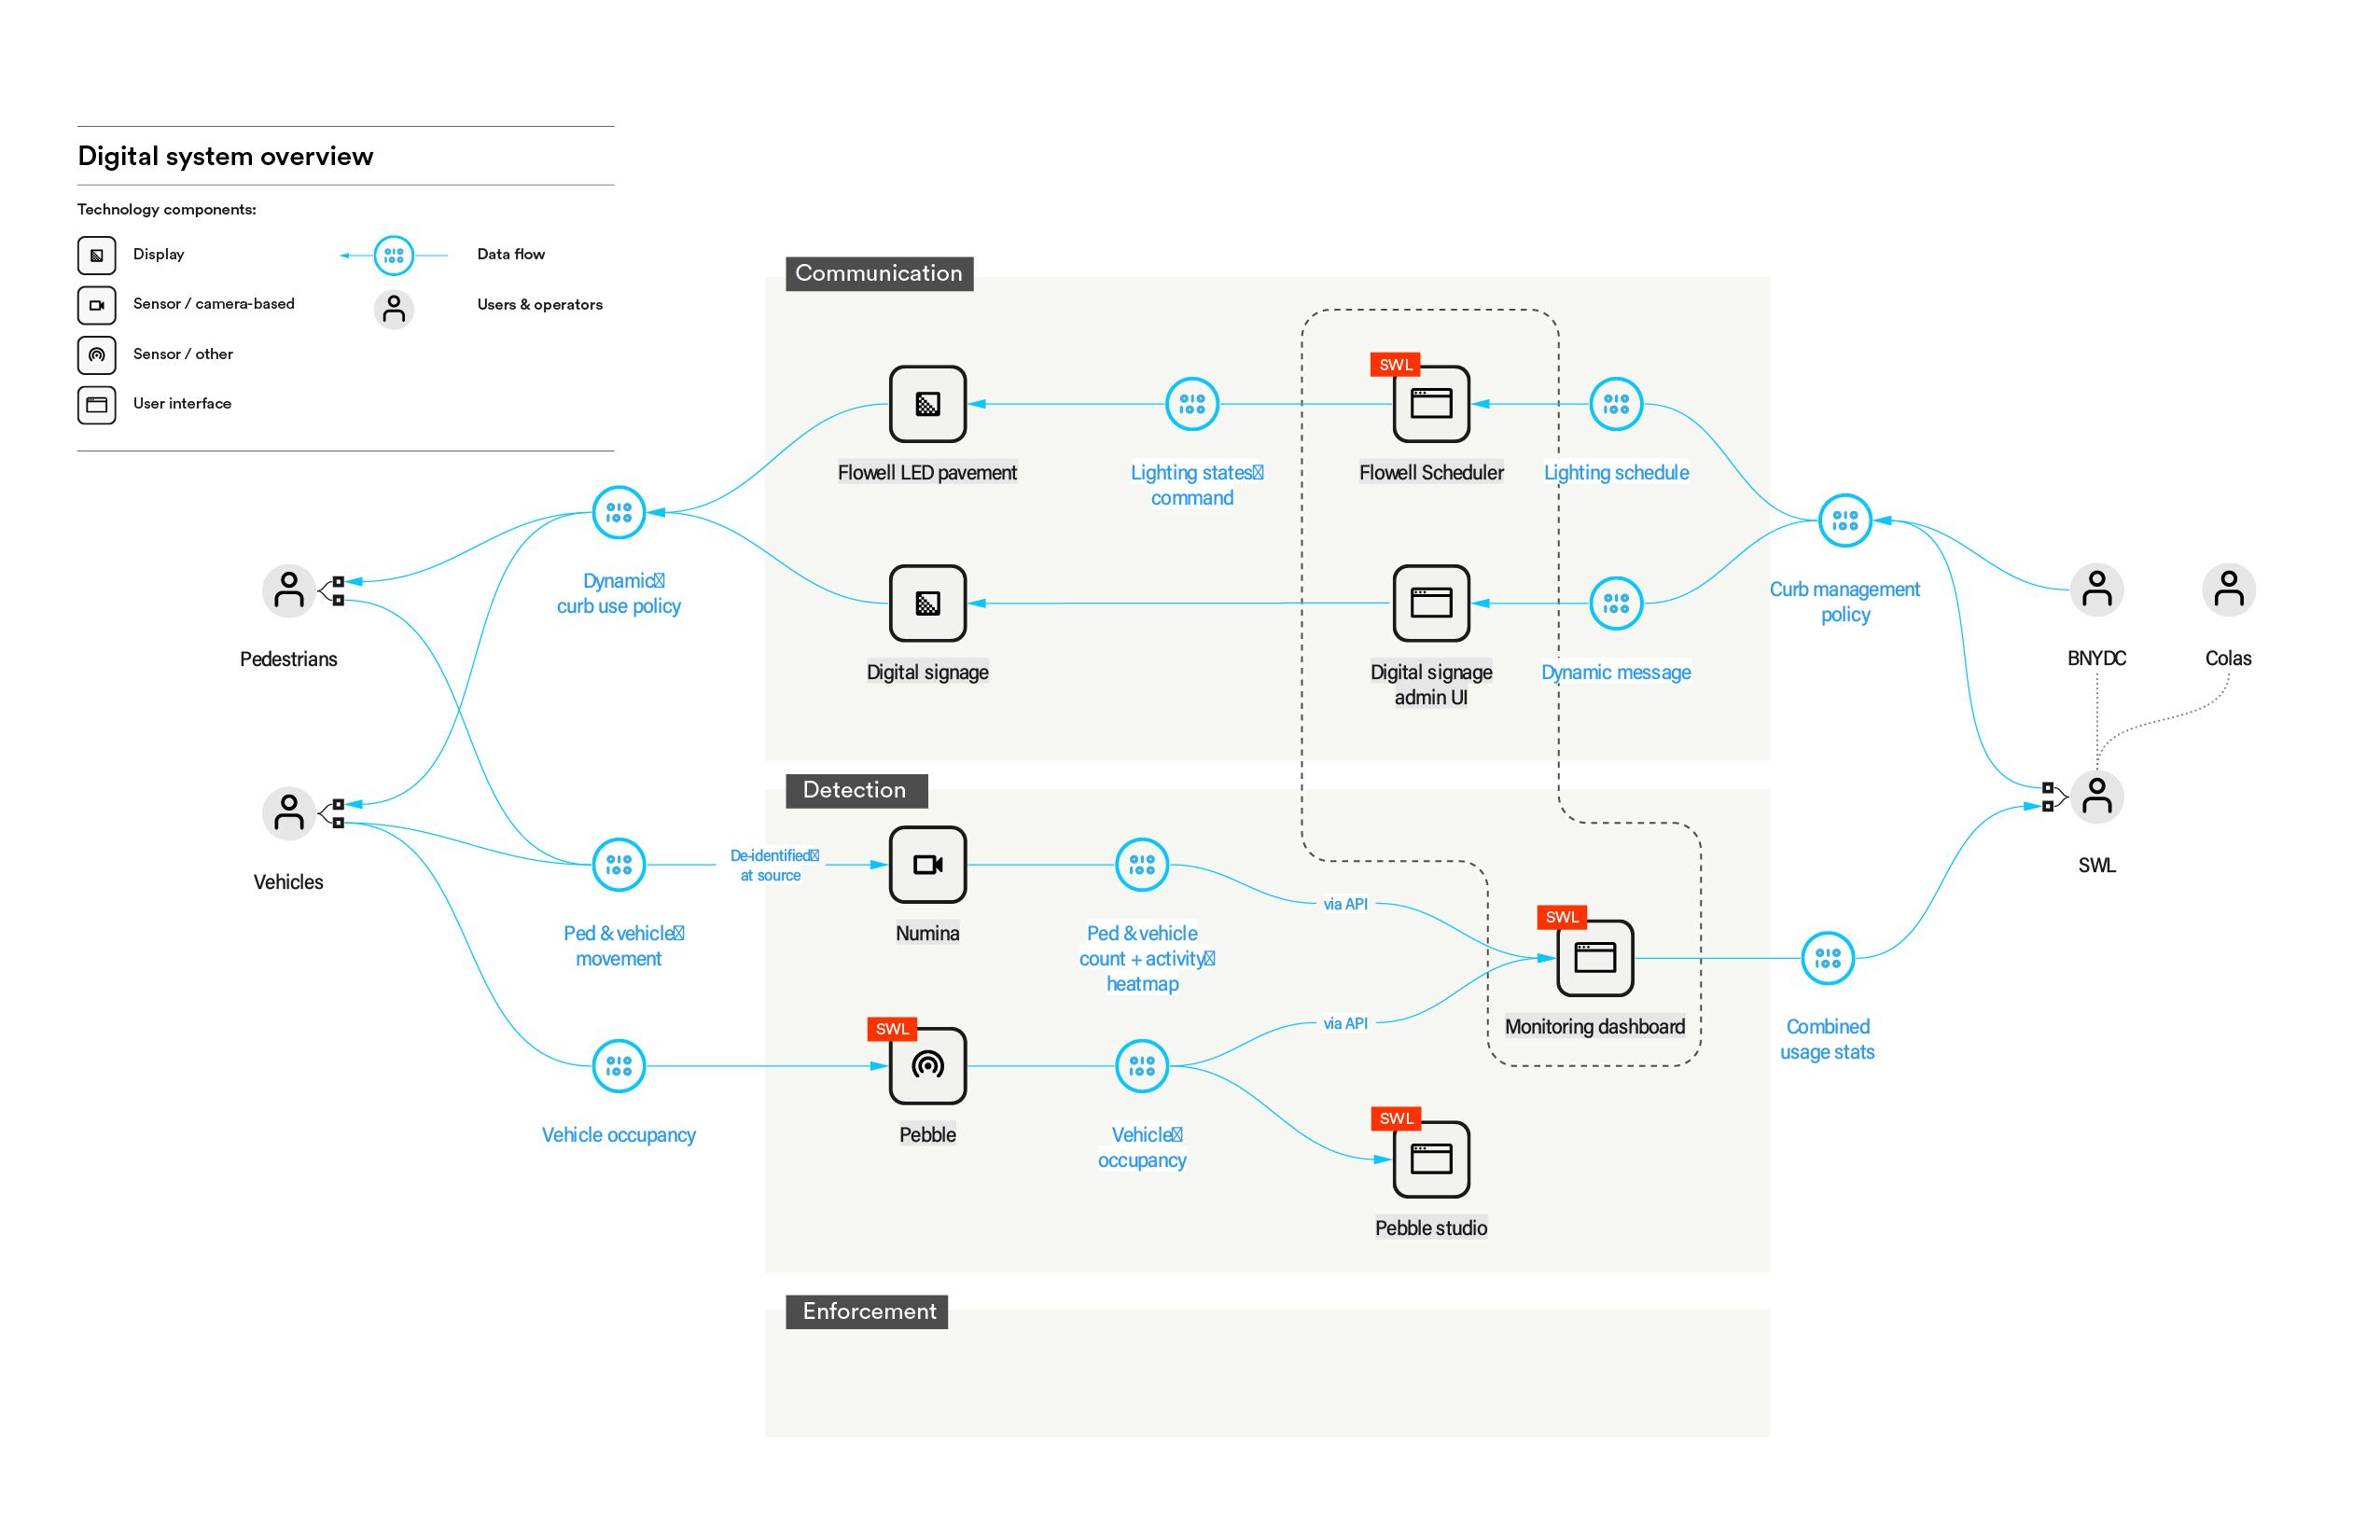 Digital system overview
Technology components:
Display
Data flow
Sensor / camera-based
Users & operators
Sensor / other
User interface
Communication
SWL
Flowell LED pavement
Lighting states
command
Flowell Scheduler
Lighting schedule
Dynamic
curb use policy
Curb management
policy
Pedestrians
Digital signage
Digital signage
admin UI
Dynamic message
BNYDC
Colas
Detection
Vehicles
De-identified
at source
SWL
via API
SWL
Ped & vehicle
movement
Numina
Ped & vehicle
count + activity
heatmap
SWL
via API
Monitoring dashboard
Combined
usage stats
Vehicle occupancy
Pebble
Vehicle
occupancy
SWL
Pebble studio
Enforcement